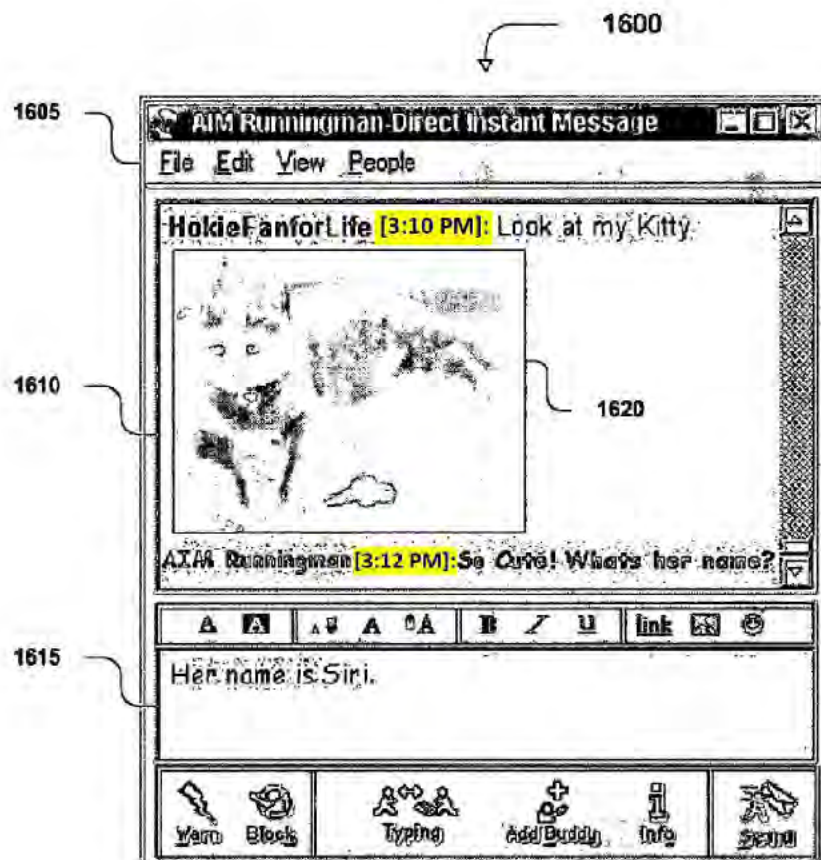 1600
1605
AIM Runningman-Direct Instant Message
File Edit View People
HokieFanforLife [3:10 PM]: Look at my Kitty.
1610
1620
AIM Runningman [3:12 PM]: So Cute! Whats her name?
A A A A A B I U link
1615
Her name is Siri.
Warn Block Typing Add Buddy Info Send